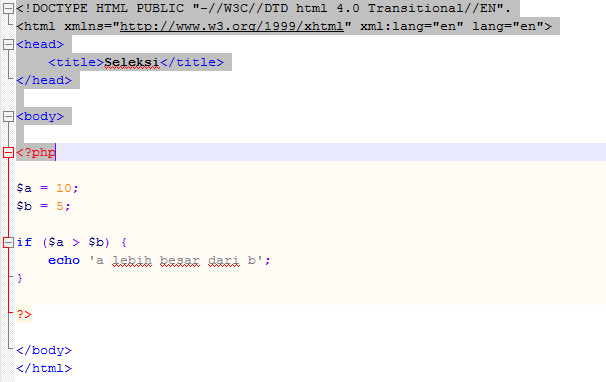 <!DOCTYPE HTML PUBLIC "-//W3C//DTD html 4.0 Transitional//EN".
<html xmlns="http://www.w3.org/1999/xhtml" xml:lang="en" lang="en">
<head>
<title>Seleksi</title>
</head>
<body>
<?php
$a = 10;
$b = 5;
if ($a > $b) {
echo 'a lebih besar dari b';
}
?>
</body>
</html>